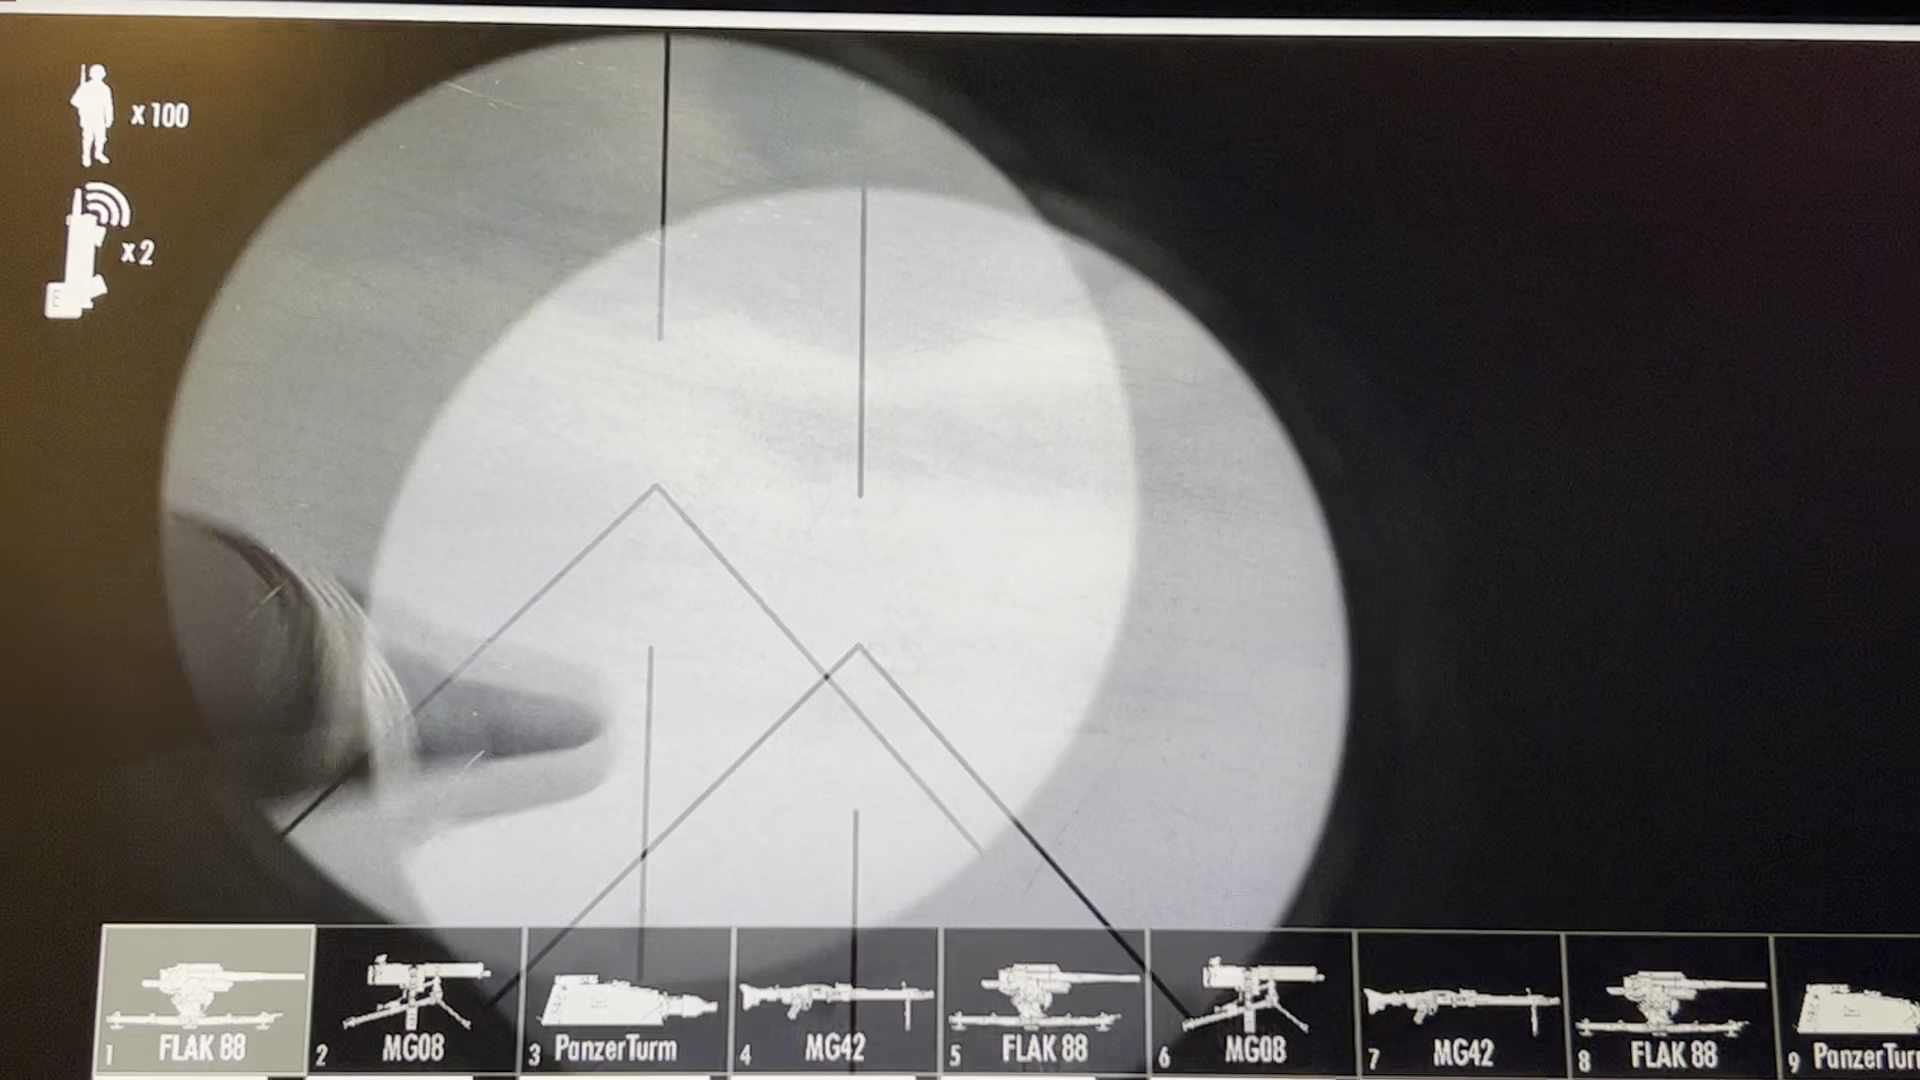 x 100
x 2
1 FLAK 88
2 MG08
3 PanzerTurm
4 MG42
5 FLAK 88
6 MG08
7 MG42
8 FLAK 88
9 PanzerTur